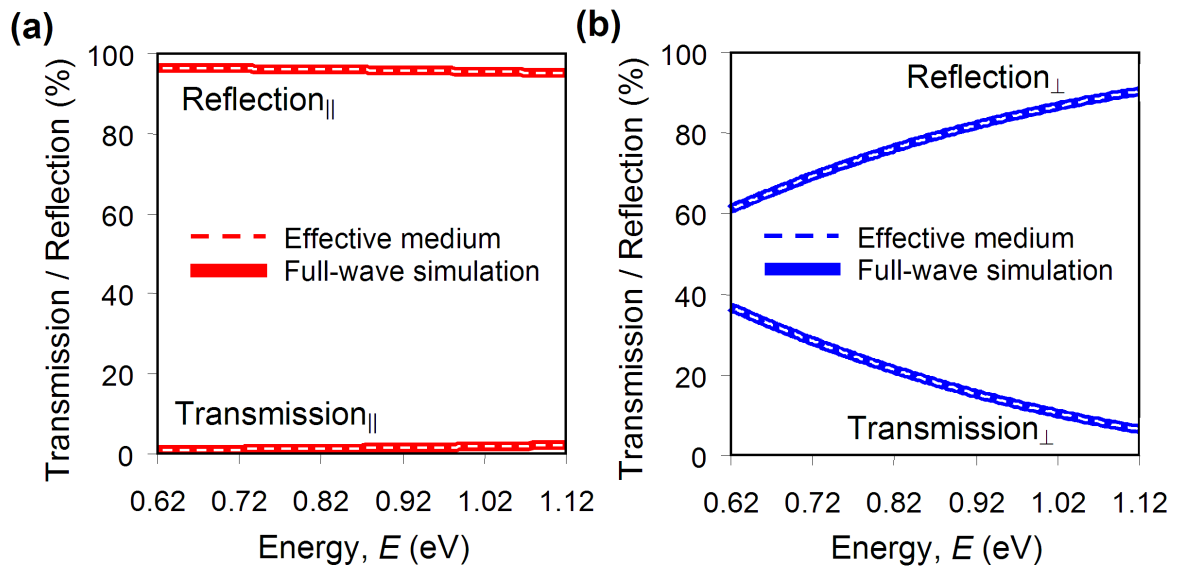 (a)
Transmission / Reflection (%)
100
80
60
40
20
0
Reflection||
Effective medium
Full-wave simulation
Transmission||
0.62 0.72 0.82 0.92 1.02 1.12
Energy, E (eV)
(b)
Transmission / Reflection (%)
100
80
60
40
20
0
Reflection⊥
Effective medium
Full-wave simulation
Transmission⊥
0.62 0.72 0.82 0.92 1.02 1.12
Energy, E (eV)